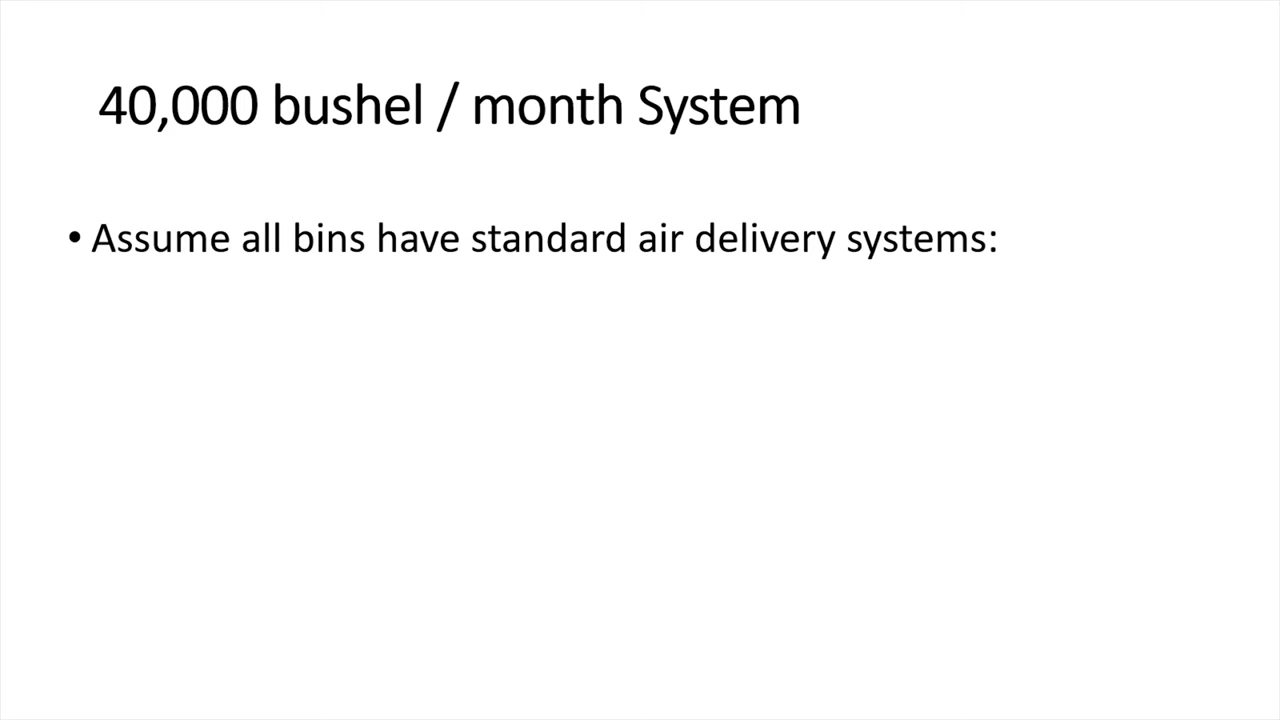 40,000 bushel / month System
• Assume all bins have standard air delivery systems: